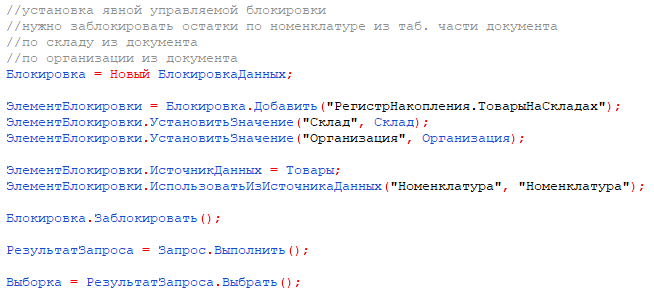 //установка явной управляемой блокировки
//нужно заблокировать остатки по номенклатуре из таб. части документа
//по складу из документа
//по организации из документа
Блокировка = Новый БлокировкаДанных;
ЭлементБлокировки = Блокировка.Добавить("РегистрНакопления.ТоварыНаСкладах");
ЭлементБлокировки.УстановитьЗначение("Склад", Склад);
ЭлементБлокировки.УстановитьЗначение("Организация", Организация);
ЭлементБлокировки.ИсточникДанных = Товары;
ЭлементБлокировки.ИспользоватьИзИсточникаДанных("Номенклатура", "Номенклатура");
Блокировка.Заблокировать();
РезультатЗапроса = Запрос.Выполнить();
Выборка = РезультатЗапроса.Выбрать();